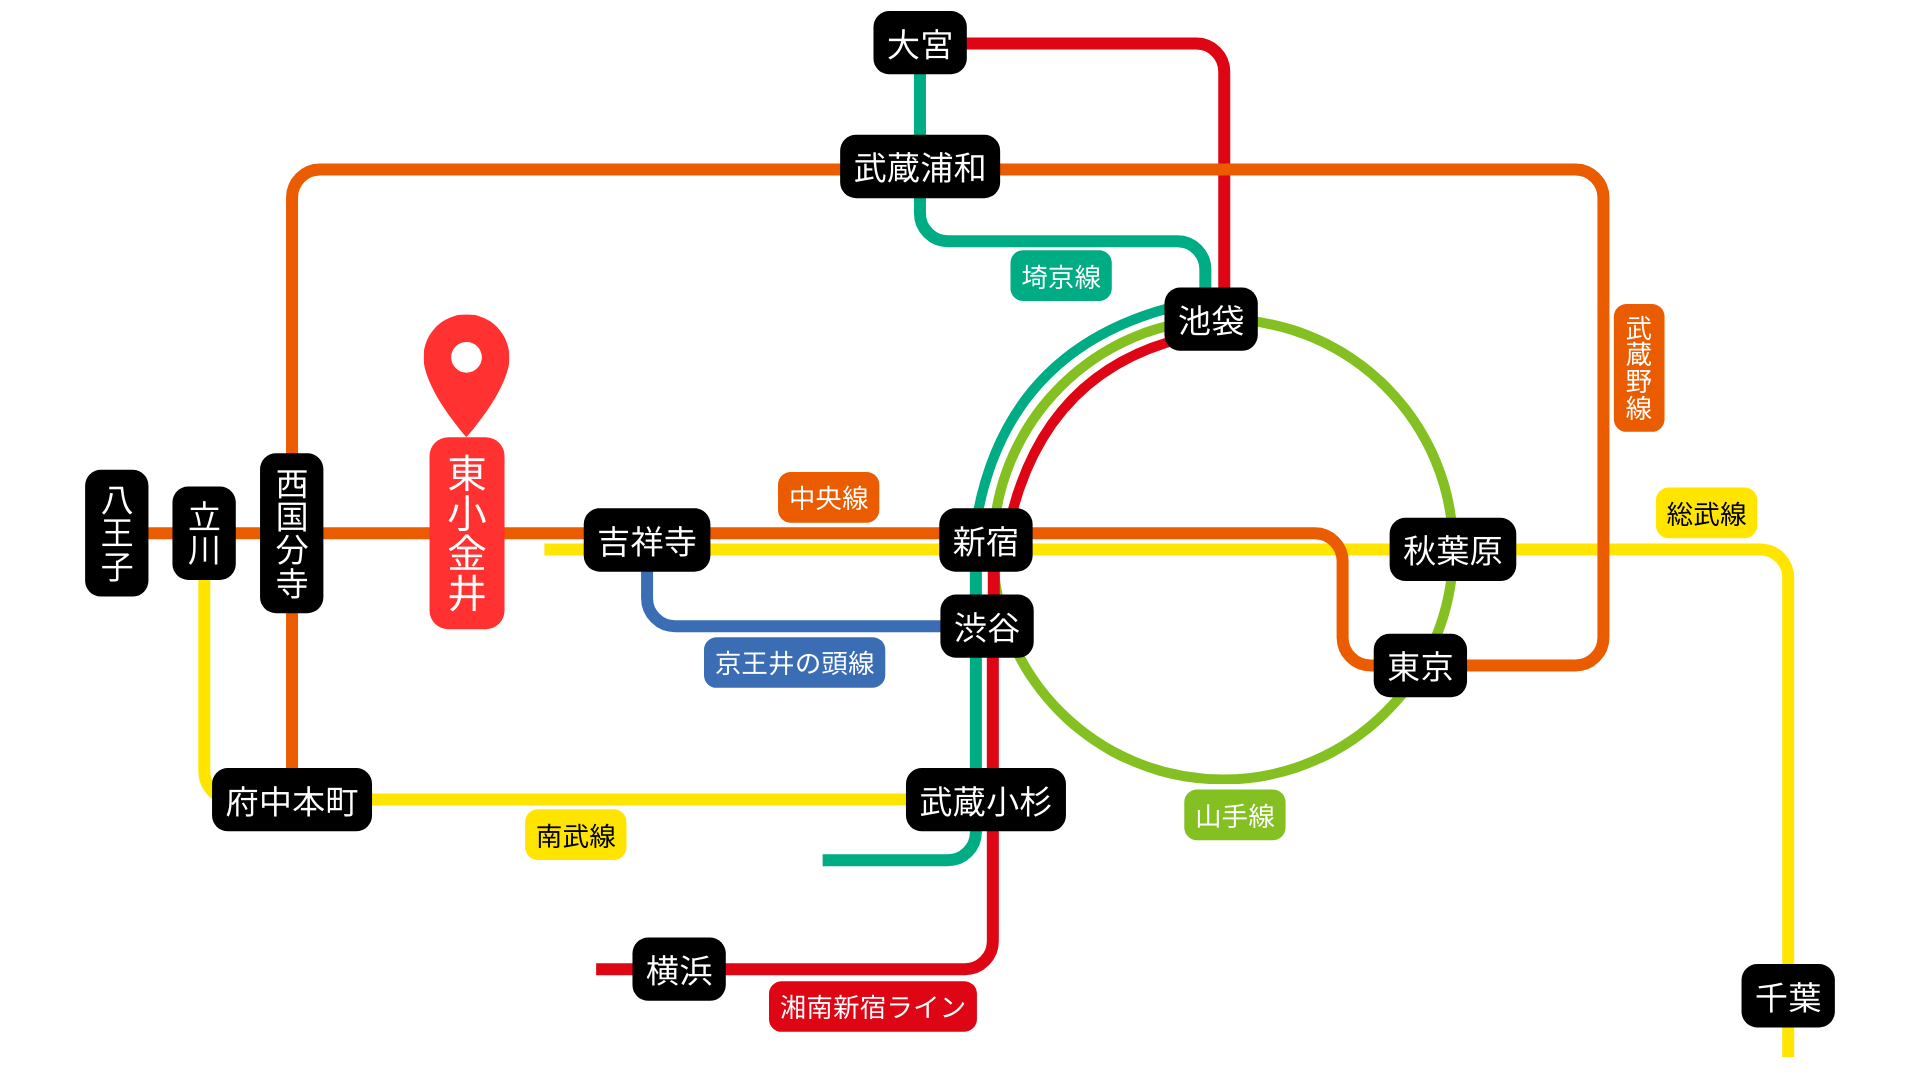 大宮
武蔵浦和
埼京線
池袋
武蔵野線
八王子
立川
西国分寺
東小金井
吉祥寺
中央線
新宿
秋葉原
総武線
渋谷
京王井の頭線
東京
府中本町
南武線
武蔵小杉
山手線
横浜
湘南新宿ライン
千葉